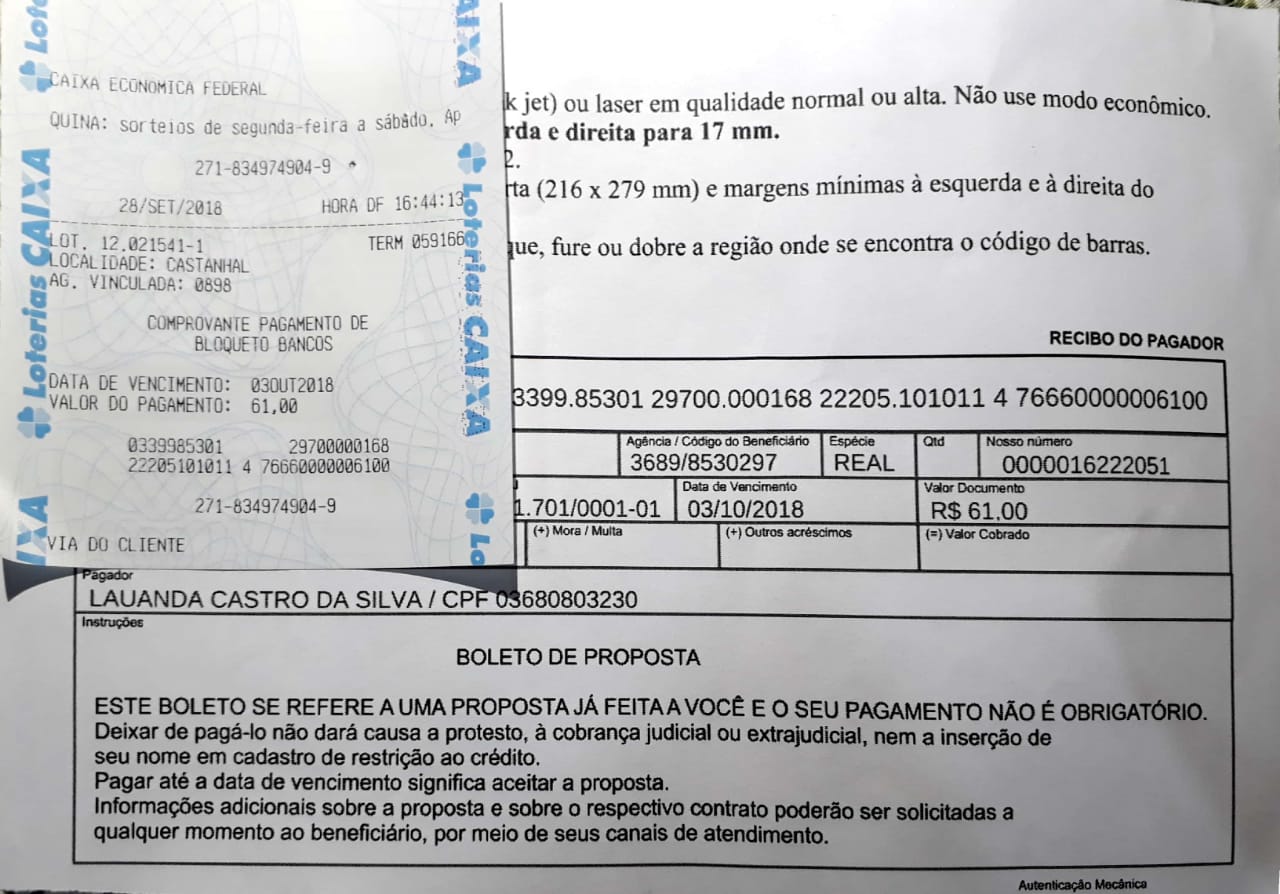 CAIXA ECONOMICA FEDERAL
QUINA: sorteios de segunda-feira a sábado. Ap
271-834974904-9
28/SET/2018 HORA DF 16:44:13
LOT. 12.021541-1 TERM 059166
LOCALIDADE: CASTANHAL
AG. VINCULADA: 0898
COMPROVANTE PAGAMENTO DE
BLOQUETO BANCOS
DATA DE VENCIMENTO: 03OUT2018
VALOR DO PAGAMENTO: 61,00
0339985301 29700000168
22205101011 4 76660000006100
271-834974904-9
VIA DO CLIENTE
Loterias CAIXA
Loterias CAIXA
k jet) ou laser em qualidade normal ou alta. Não use modo econômico.
rda e direita para 17 mm.
2.
rta (216 x 279 mm) e margens mínimas à esquerda e à direita do
que, fure ou dobre a região onde se encontra o código de barras.
RECIBO DO PAGADOR
3399.85301 29700.000168 22205.101011 4 76660000006100
Agência / Código do Beneficiário Espécie Qtd Nosso número
3689/8530297 REAL 0000016222051
Data de Vencimento Valor Documento
1.701/0001-01 03/10/2018 R$ 61,00
(+) Mora / Multa (+) Outros acréscimos (=) Valor Cobrado
Pagador
LAUANDA CASTRO DA SILVA / CPF 03680803230
Instruções
BOLETO DE PROPOSTA
ESTE BOLETO SE REFERE A UMA PROPOSTA JÁ FEITA A VOCÊ E O SEU PAGAMENTO NÃO É OBRIGATÓRIO.
Deixar de pagá-lo não dará causa a protesto, à cobrança judicial ou extrajudicial, nem a inserção de
seu nome em cadastro de restrição ao crédito.
Pagar até a data de vencimento significa aceitar a proposta.
Informações adicionais sobre a proposta e sobre o respectivo contrato poderão ser solicitadas a
qualquer momento ao beneficiário, por meio de seus canais de atendimento.
Autenticação Mecânica